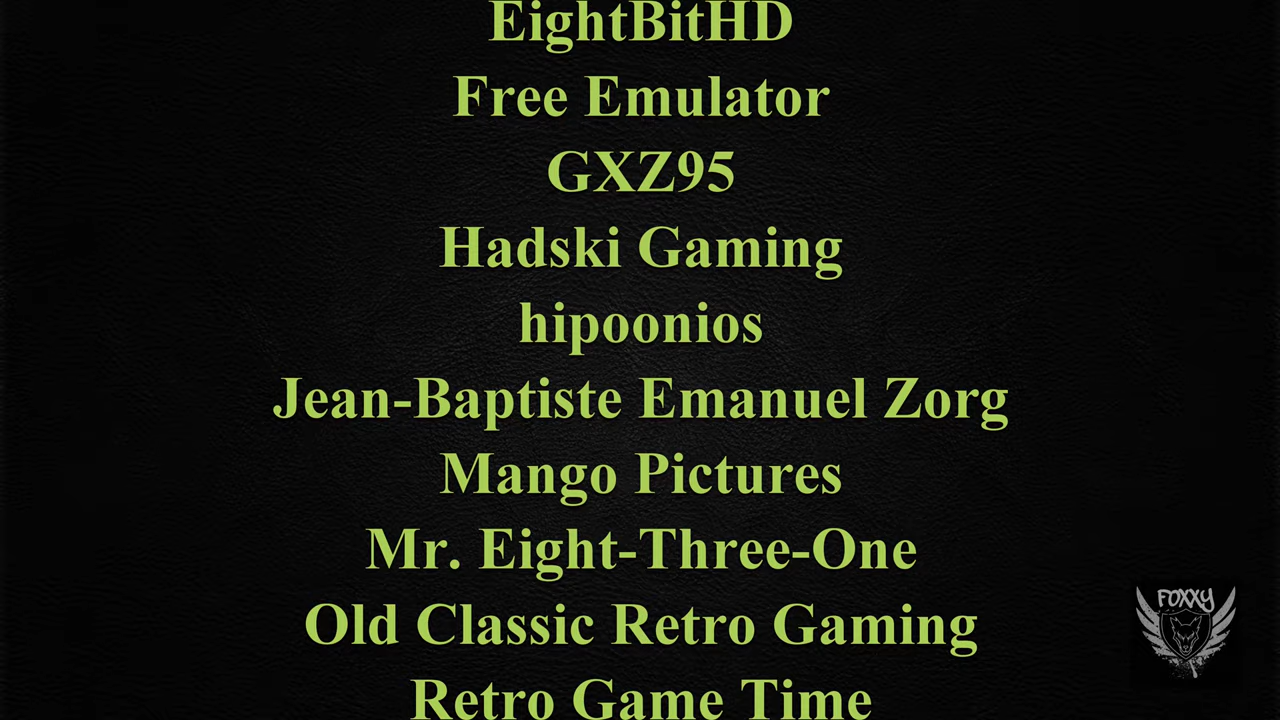 EightBitHD
Free Emulator
GXZ95
Hadski Gaming
hipoonios
Jean-Baptiste Emanuel Zorg
Mango Pictures
Mr. Eight-Three-One
Old Classic Retro Gaming
Retro Game Time
FOXXY